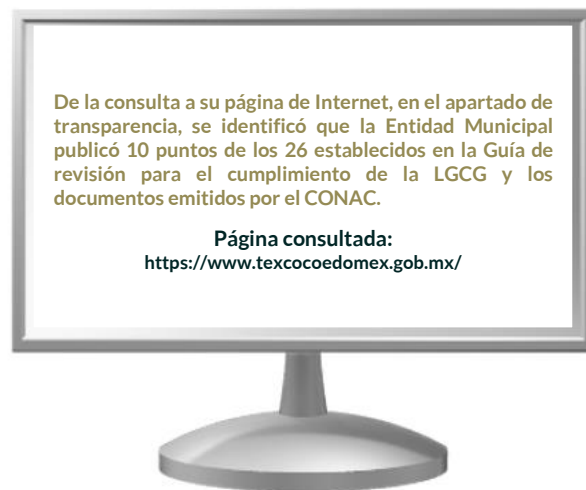 De la consulta a su página de Internet, en el apartado de
transparencia, se identificó que la Entidad Municipal
publicó 10 puntos de los 26 establecidos en la Guía de
revisión para el cumplimiento de la LGCG y los
documentos emitidos por el CONAC.
Página consultada:
https://www.texcocoedomex.gob.mx/